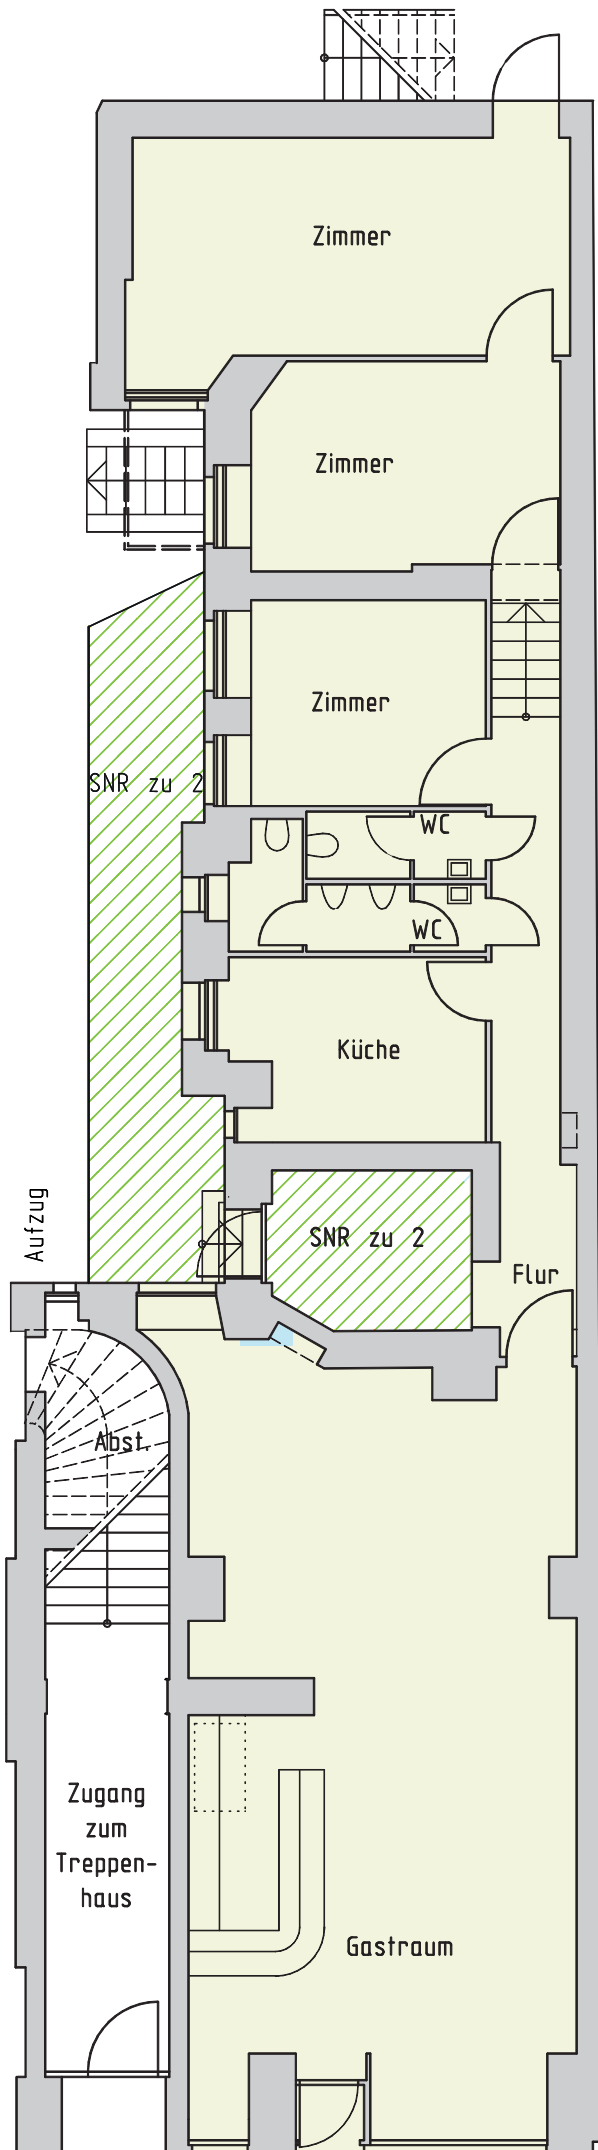 Zimmer
Zimmer
Zimmer
SNR zu 2
WC
WC
Küche
Aufzug
SNR zu 2
Flur
Abst.
Zugang
zum
Treppen-
haus
Gastraum